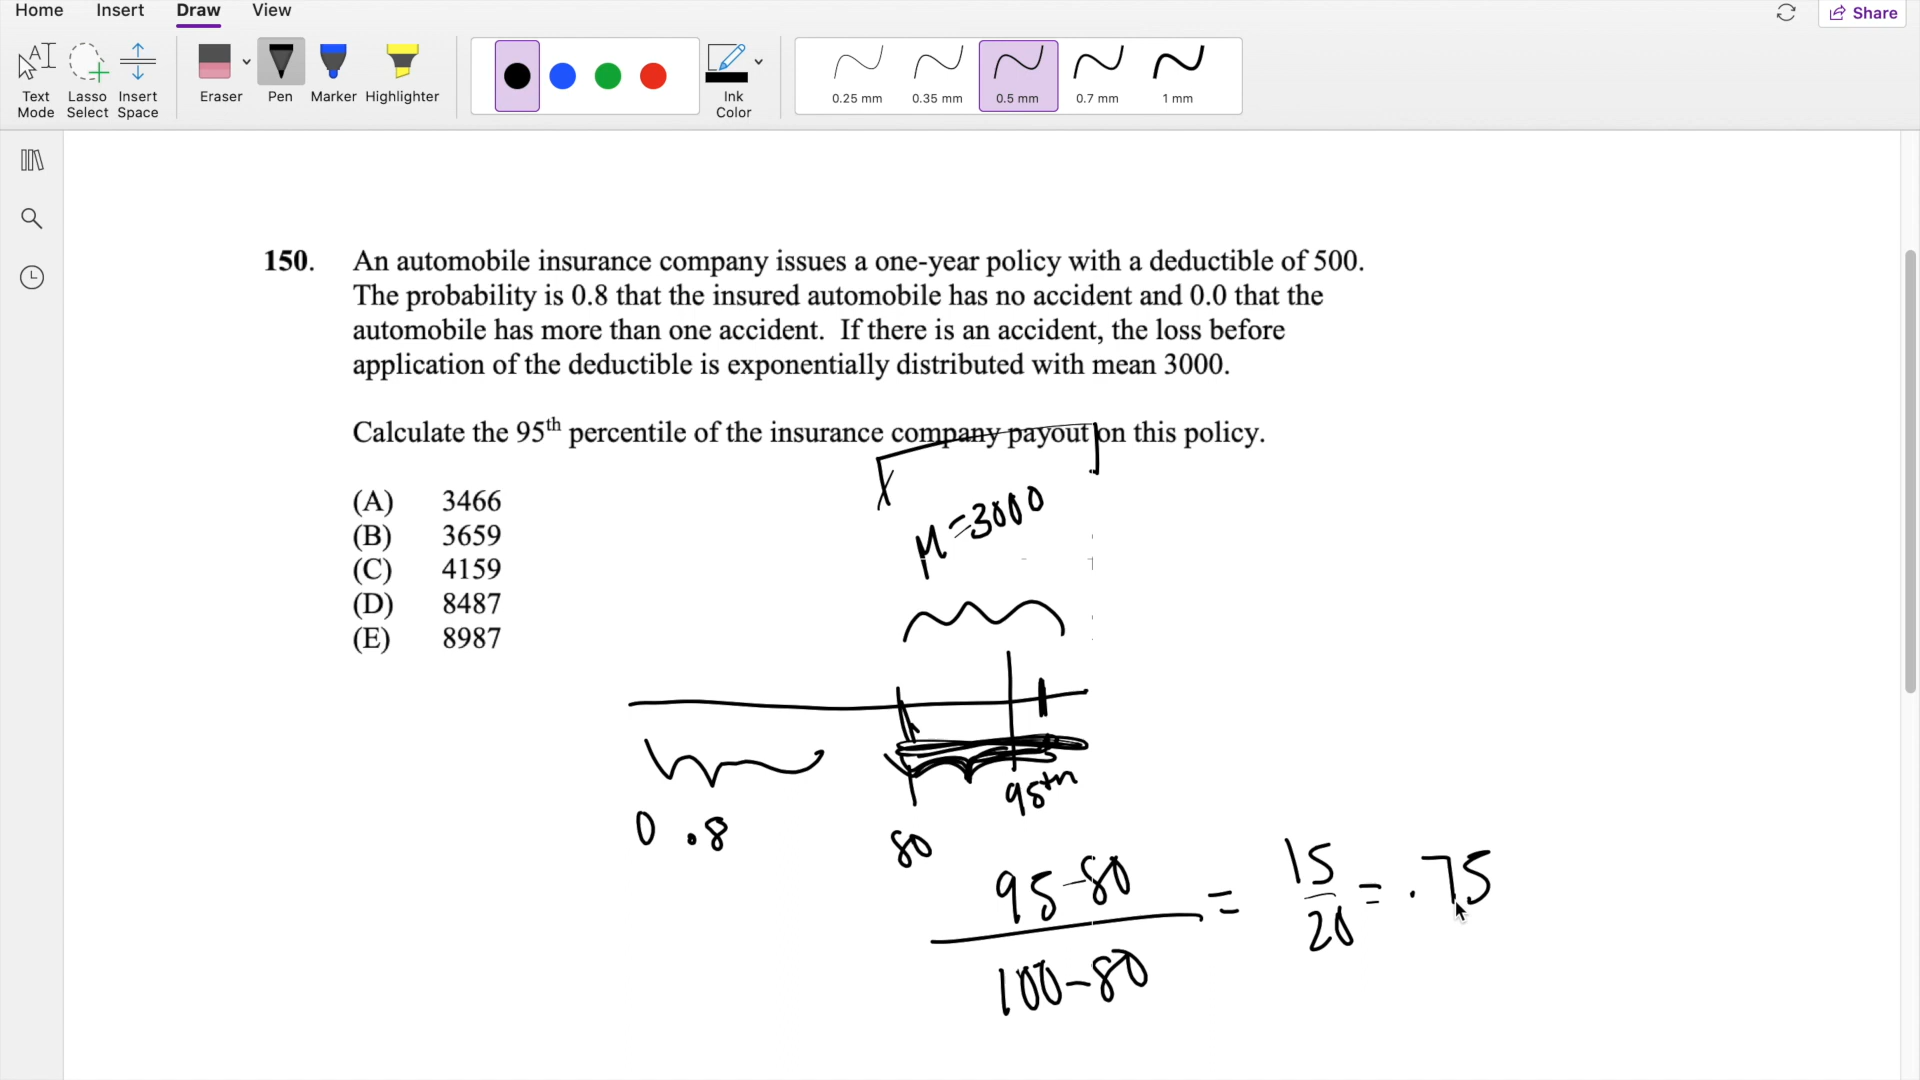 Home Insert Draw View
Share
AI
Text Mode
Lasso Select
Insert Space
Eraser
Pen
Marker
Highlighter
Ink Color
0.25 mm
0.35 mm
0.5 mm
0.7 mm
1 mm
150. An automobile insurance company issues a one-year policy with a deductible of 500.
The probability is 0.8 that the insured automobile has no accident and 0.0 that the
automobile has more than one accident. If there is an accident, the loss before
application of the deductible is exponentially distributed with mean 3000.
Calculate the 95th percentile of the insurance company payout on this policy.
(A) 3466
(B) 3659
(C) 4159
(D) 8487
(E) 8987
μ=3000
95th
0 .8
80
95-80
100-80
=
15
20
= .75